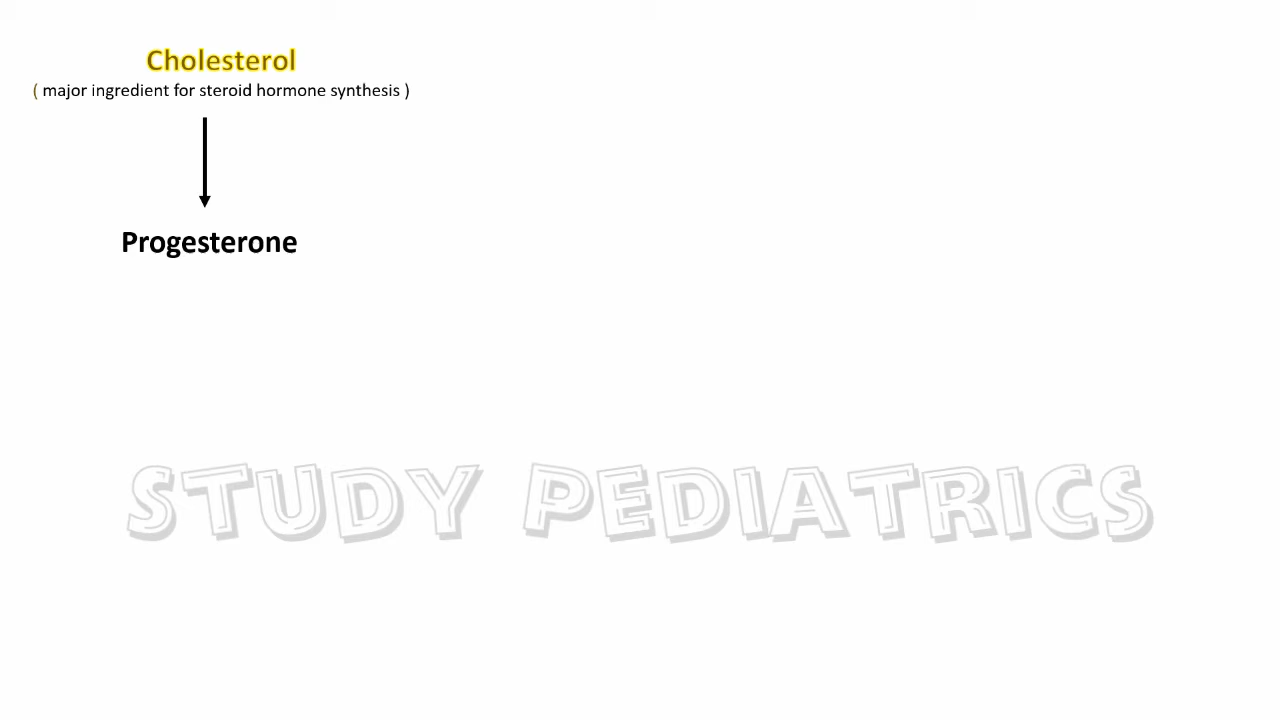 Cholesterol
( major ingredient for steroid hormone synthesis )
Progesterone
STUDY PEDIATRICS